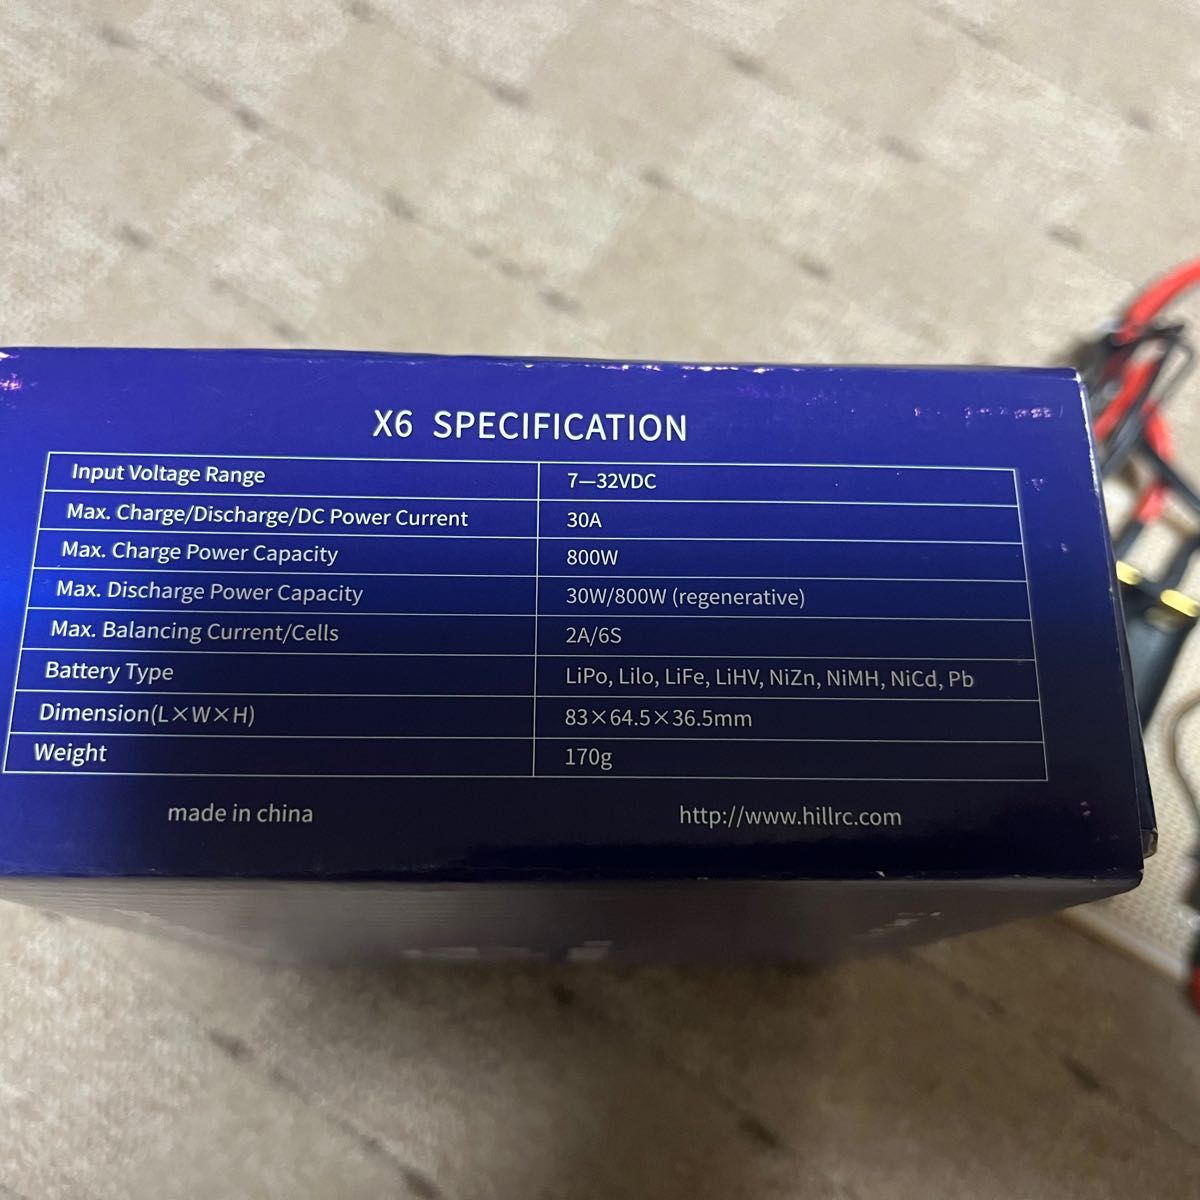 X6 SPECIFICATION
Input Voltage Range 7—32VDC
Max. Charge/Discharge/DC Power Current 30A
Max. Charge Power Capacity 800W
Max. Discharge Power Capacity 30W/800W (regenerative)
Max. Balancing Current/Cells 2A/6S
Battery Type LiPo, Lilo, LiFe, LiHV, NiZn, NiMH, NiCd, Pb
Dimension(L×W×H) 83×64.5×36.5mm
Weight 170g
made in china http://www.hillrc.com